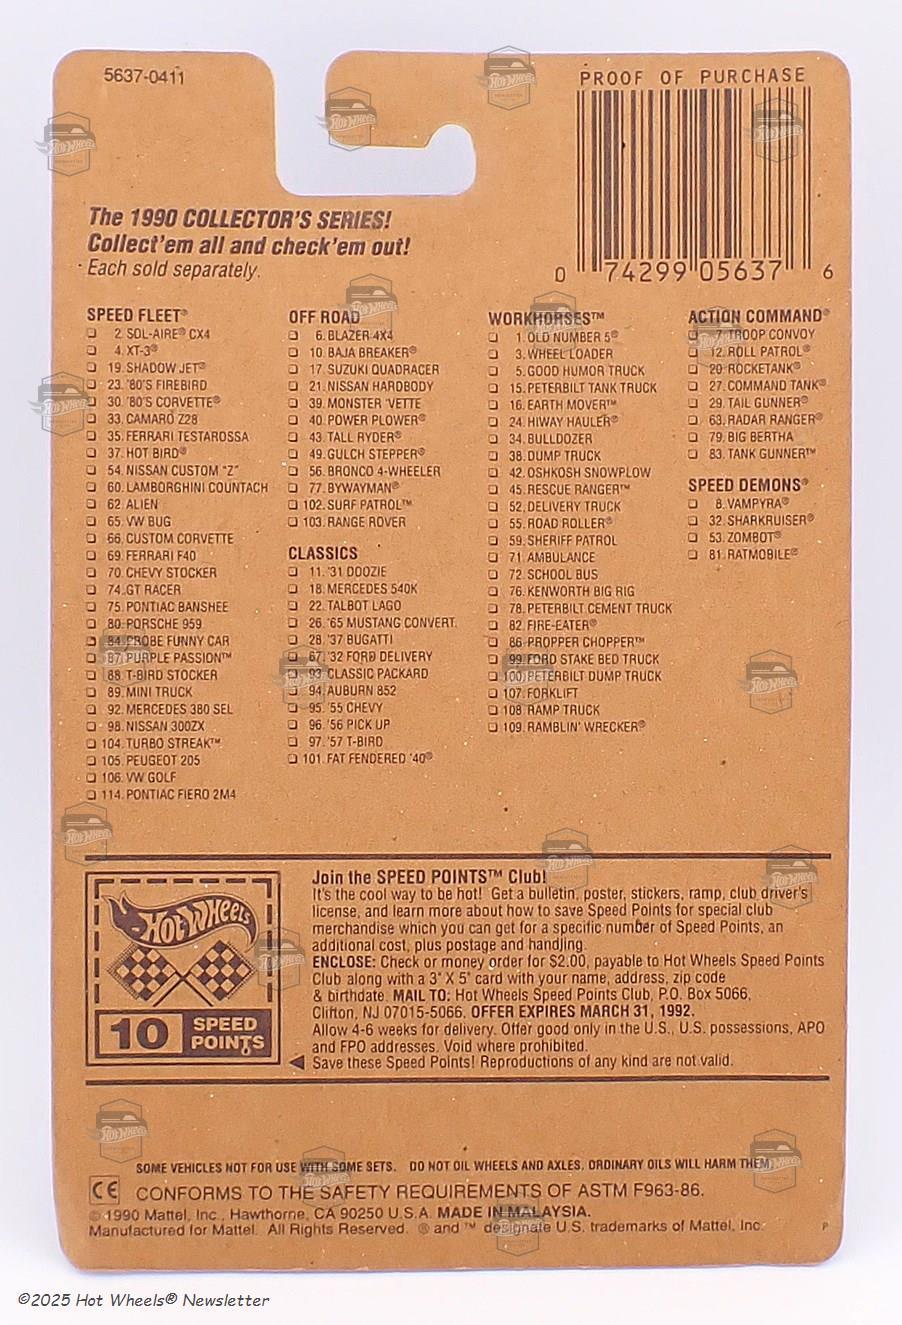 5637-0411
PROOF OF PURCHASE
0 74299 05637 6
The 1990 COLLECTOR'S SERIES!
Collect'em all and check'em out!
Each sold separately.
SPEED FLEET®
2. SOL-AIRE® CX4
4. XT-3®
19. SHADOW JET®
23. '80'S FIREBIRD
30. '80'S CORVETTE®
33. CAMARO Z28
35. FERRARI TESTAROSSA
37. HOT BIRD®
54. NISSAN CUSTOM "Z"
60. LAMBORGHINI COUNTACH
62. ALIEN
65. VW BUG
66. CUSTOM CORVETTE
69. FERRARI F40
70. CHEVY STOCKER
74. GT RACER
75. PONTIAC BANSHEE
80. PORSCHE 959
84. PROBE FUNNY CAR
87. PURPLE PASSION™
88. T-BIRD STOCKER
89. MINI TRUCK
92. MERCEDES 380 SEL
98. NISSAN 300ZX
104. TURBO STREAK™
105. PEUGEOT 205
106. VW GOLF
114. PONTIAC FIERO 2M4
OFF ROAD
6. BLAZER 4X4
10. BAJA BREAKER®
17. SUZUKI QUADRACER
21. NISSAN HARDBODY
39. MONSTER 'VETTE
40. POWER PLOWER®
43. TALL RYDER®
49. GULCH STEPPER®
56. BRONCO 4-WHEELER
77. BYWAYMAN®
102. SURF PATROL™
103. RANGE ROVER
CLASSICS
11. '31 DOOZIE
18. MERCEDES 540K
22. TALBOT LAGO
26. '65 MUSTANG CONVERT.
28. '37 BUGATTI
67. '32 FORD DELIVERY
93. CLASSIC PACKARD
94. AUBURN 852
95. '55 CHEVY
96. '56 PICK UP
97. '57 T-BIRD
101. FAT FENDERED '40®
WORKHORSES™
1. OLD NUMBER 5®
3. WHEEL LOADER
5. GOOD HUMOR TRUCK
15. PETERBILT TANK TRUCK
16. EARTH MOVER™
24. HIWAY HAULER®
34. BULLDOZER
38. DUMP TRUCK
42. OSHKOSH SNOWPLOW
45. RESCUE RANGER™
52. DELIVERY TRUCK
55. ROAD ROLLER®
59. SHERIFF PATROL
71. AMBULANCE
72. SCHOOL BUS
76. KENWORTH BIG RIG
78. PETERBILT CEMENT TRUCK
82. FIRE-EATER®
86. PROPPER CHOPPER™
99. FORD STAKE BED TRUCK
100. PETERBILT DUMP TRUCK
107. FORKLIFT
108. RAMP TRUCK
109. RAMBLIN' WRECKER®
ACTION COMMAND®
7. TROOP CONVOY
12. ROLL PATROL®
20. ROCKETANK®
27. COMMAND TANK®
29. TAIL GUNNER®
63. RADAR RANGER®
79. BIG BERTHA
83. TANK GUNNER™
SPEED DEMONS®
8. VAMPYRA®
32. SHARKRUISER®
53. ZOMBOT®
81. RATMOBILE®
HOT WHEELS
10 SPEED POINTS
Join the SPEED POINTS™ Club!
It's the cool way to be hot! Get a bulletin, poster, stickers, ramp, club driver's
license, and learn more about how to save Speed Points for special club
merchandise which you can get for a specific number of Speed Points, an
additional cost, plus postage and handling.
ENCLOSE: Check or money order for $2.00, payable to Hot Wheels Speed Points
Club along with a 3" X 5" card with your name, address, zip code
& birthdate. MAIL TO: Hot Wheels Speed Points Club, P.O. Box 5066,
Clifton, NJ 07015-5066. OFFER EXPIRES MARCH 31, 1992.
Allow 4-6 weeks for delivery. Offer good only in the U.S., U.S. possessions, APO
and FPO addresses. Void where prohibited.
Save these Speed Points! Reproductions of any kind are not valid.
SOME VEHICLES NOT FOR USE WITH SOME SETS. DO NOT OIL WHEELS AND AXLES. ORDINARY OILS WILL HARM THEM.
CE CONFORMS TO THE SAFETY REQUIREMENTS OF ASTM F963-86.
© 1990 Mattel, Inc., Hawthorne, CA 90250 U.S.A. MADE IN MALAYSIA.
Manufactured for Mattel. All Rights Reserved. ® and ™ designate U.S. trademarks of Mattel, Inc. P
©2025 Hot Wheels® Newsletter